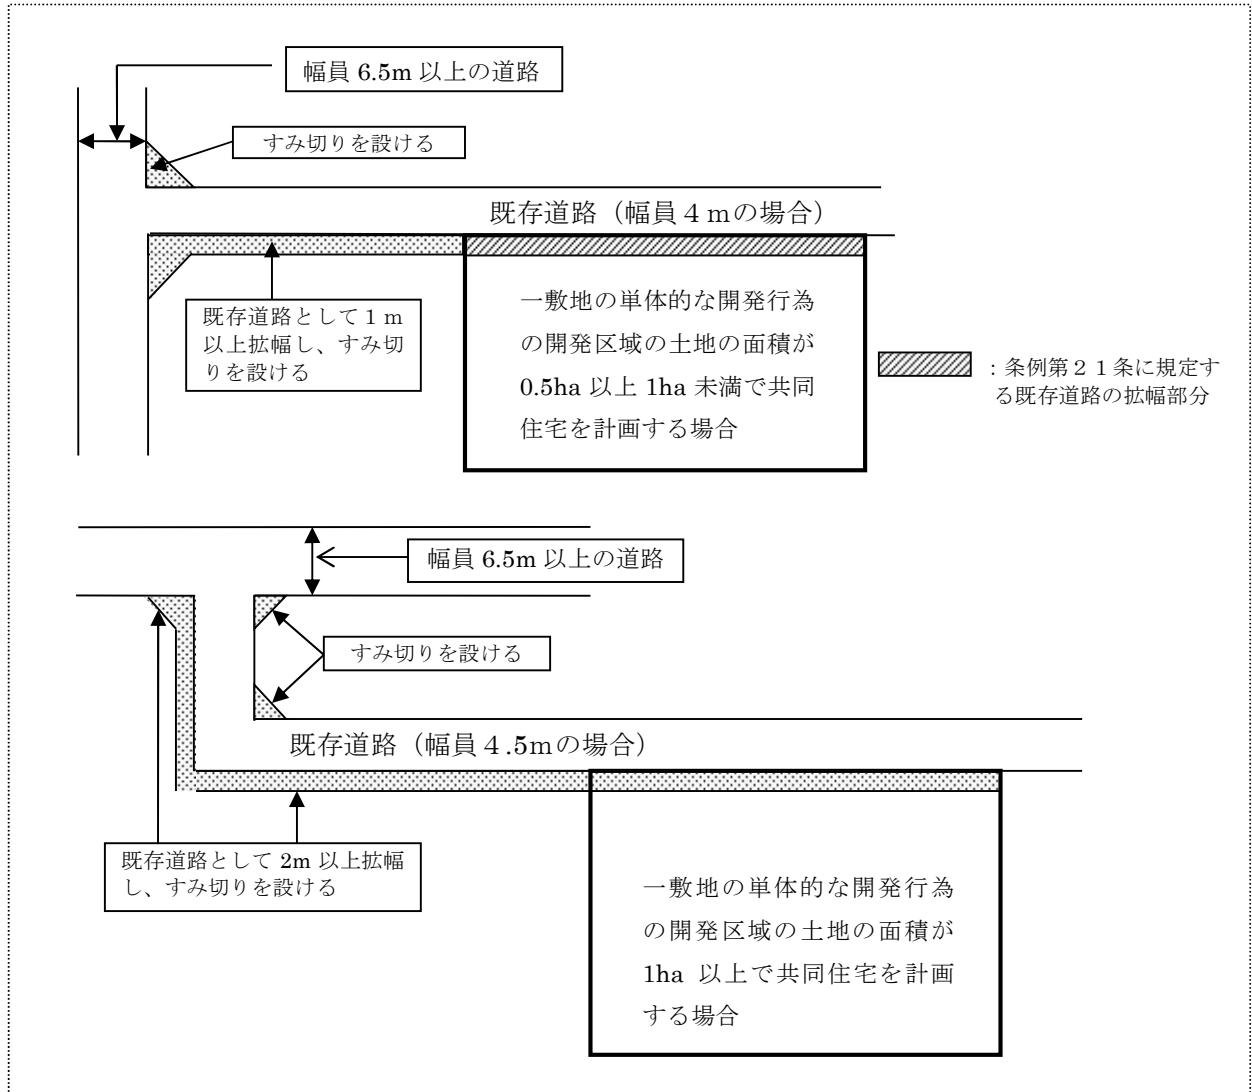 幅員 6.5m 以上の道路
すみ切りを設ける
既存道路（幅員４ｍの場合）
既存道路として１ｍ
以上拡幅し、すみ切
りを設ける
一敷地の単体的な開発行為
の開発区域の土地の面積が
0.5ha 以上 1ha 未満で共同
住宅を計画する場合
：条例第２１条に規定す
る既存道路の拡幅部分
幅員 6.5m 以上の道路
すみ切りを設ける
既存道路（幅員４.5ｍの場合）
既存道路として 2m 以上拡幅
し、すみ切りを設ける
一敷地の単体的な開発行為
の開発区域の土地の面積が
1ha 以上で共同住宅を計画
する場合